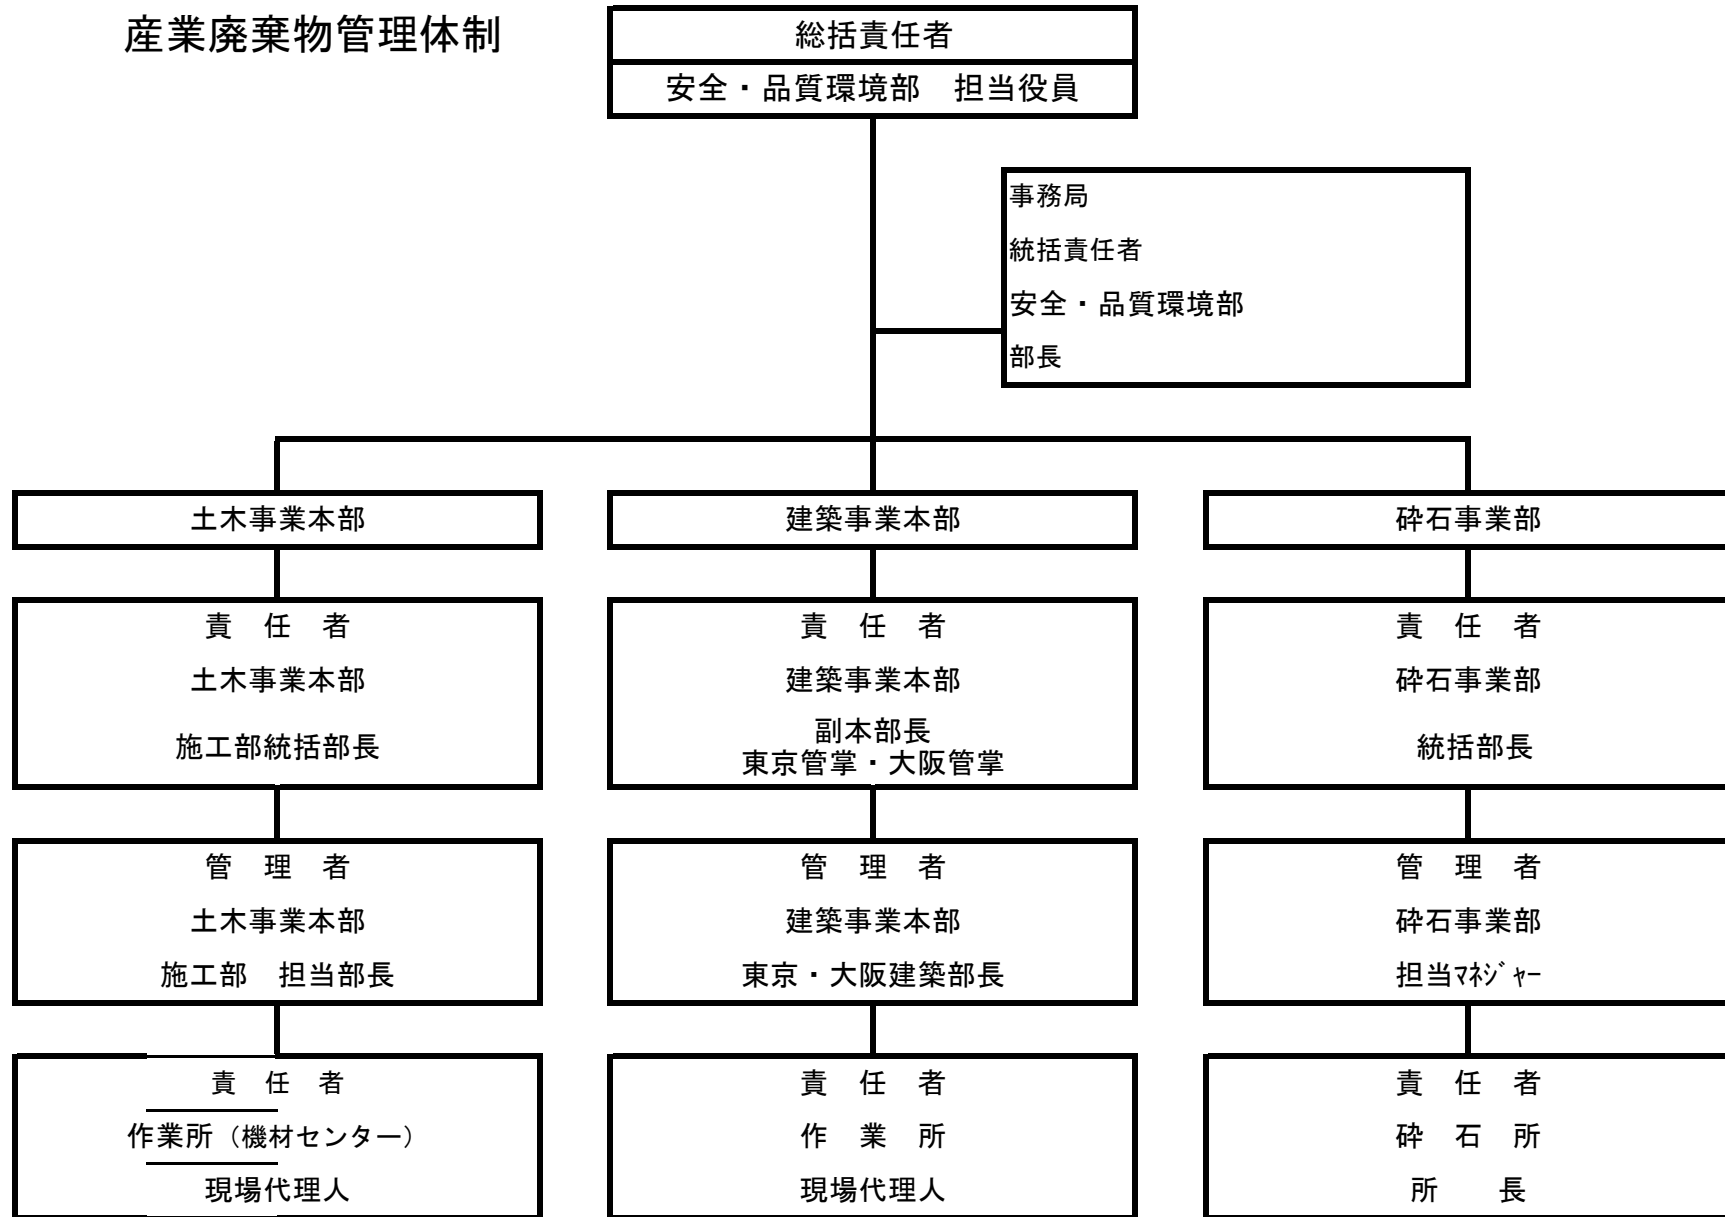 産業廃棄物管理体制
総括責任者
安全・品質環境部　担当役員
事務局
統括責任者
安全・品質環境部
部長
土木事業本部
責　任　者
土木事業本部
施工部統括部長
管　理　者
土木事業本部
施工部　担当部長
責　任　者
作業所（機材センター）
現場代理人
建築事業本部
責　任　者
建築事業本部
副本部長
東京管掌・大阪管掌
管　理　者
建築事業本部
東京・大阪建築部長
責　任　者
作　業　所
現場代理人
砕石事業部
責　任　者
砕石事業部
統括部長
管　理　者
砕石事業部
担当ﾏﾈｼﾞｬｰ
責　任　者
砕　石　所
所　　長